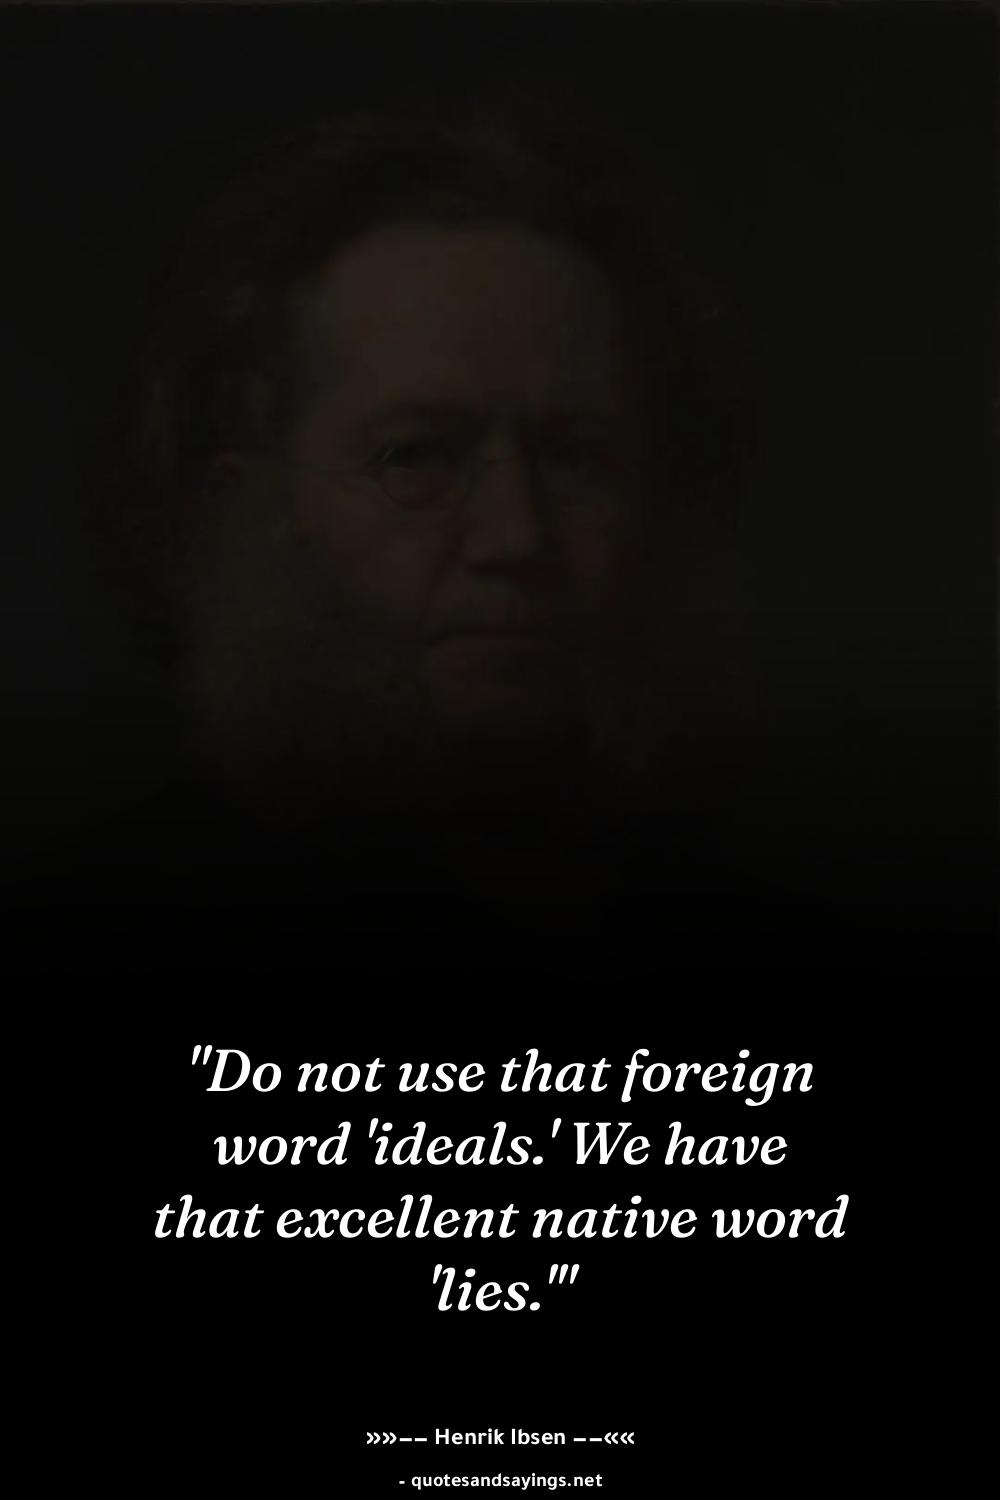 "Do not use that foreign
word 'ideals.' We have
that excellent native word
'lies.'"
»»-- Henrik Ibsen --««
- quotesandsayings.net